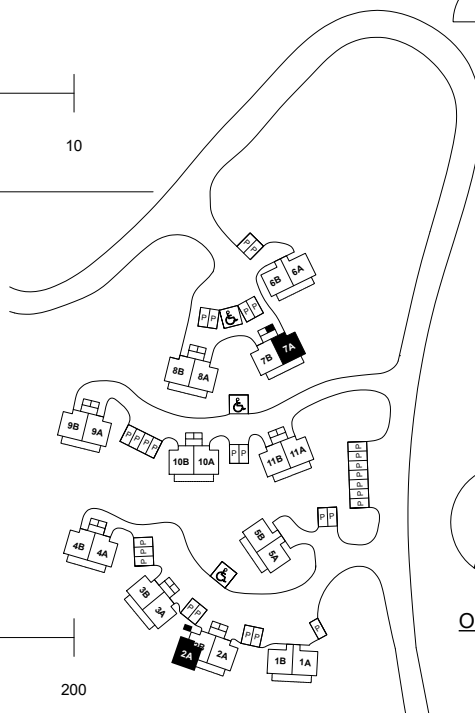 10
P P
6B 6A
P P P P
7B 7A
8B 8A
9B 9A
P P P P
10B 10A
P P
11B 11A
P P P P P P P
P P
4B 4A
P P P
5B 5A
3B 3A
P P
2A 2A
P P
1B 1A
P
O
200